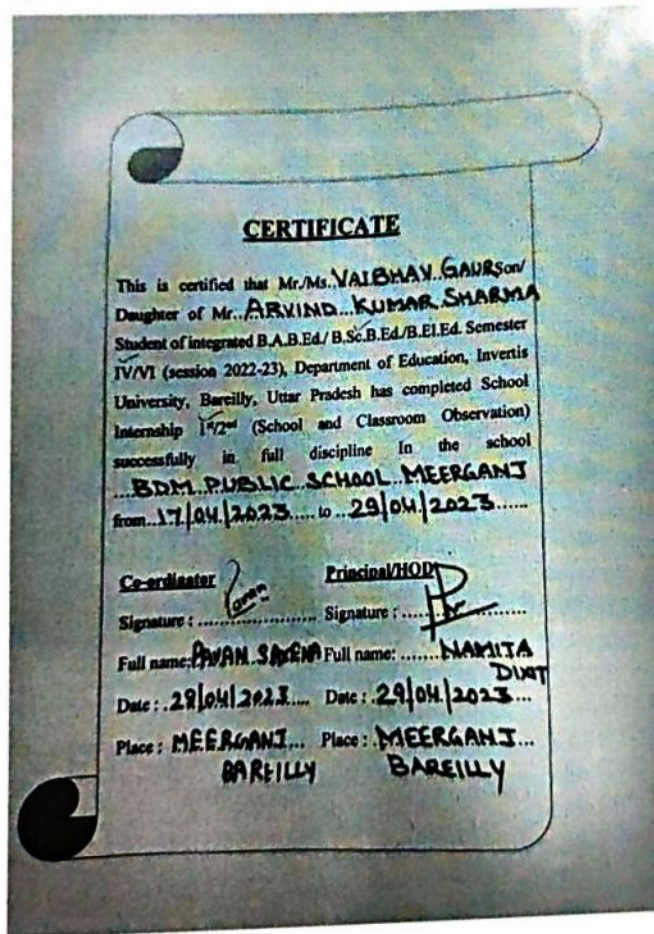 CERTIFICATE
This is certified that Mr./Ms..VAIBHAV..GAUR Son/
Daughter of Mr..ARVIND...KUMAR.SHARMA
Student of integrated B.A.B.Ed./ B.Sc.B.Ed./B.El.Ed. Semester
IV/VI (session 2022-23), Department of Education, Invertis
University, Bareilly, Uttar Pradesh has completed School
Internship 1st/2nd (School and Classroom Observation)
successfully in full discipline In the school
...BDM..PUBLIC..SCHOOL..MEERGANJ
from..17/04/2023..... to ...29/04/2023......
Co-ordinator Principal/HOD
Signature : ...................... Signature : ......................
Full name: PAVAN SAXENA Full name: .......NAMITA
DIXIT
Date : .29/04/2023.... Date : .29/04/2023...
Place : MEERGANJ... Place : .MEERGANJ...
BAREILLY BAREILLY